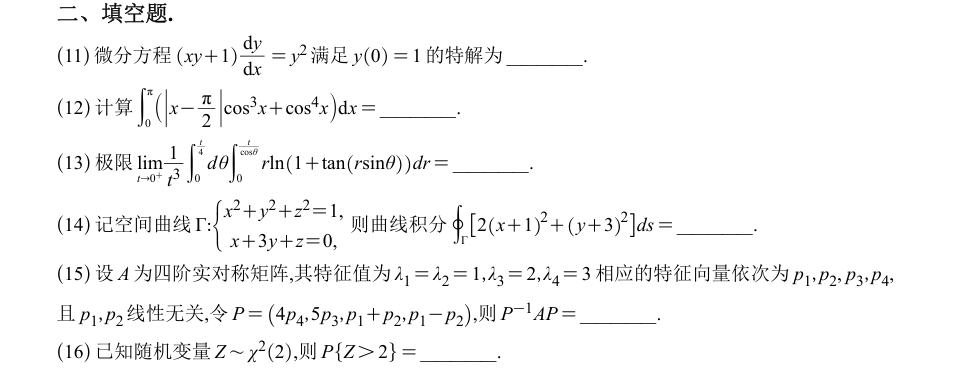 二、填空题.
(11) 微分方程 (xy+1) dy/dx = y² 满足 y(0) = 1 的特解为________.
(12) 计算 ∫₀^π (|x − π/2| cos³x + cos⁴x) dx = ________.
(13) 极限 lim_{t→0⁺} 1/t³ ∫₀^{t/4} dθ ∫₀^{t/cosθ} r ln(1+tan(r sinθ)) dr = ________.
(14) 记空间曲线 Γ: { x²+y²+z²=1, x+3y+z=0, 则曲线积分 ∮_Γ [2(x+1)²+(y+3)²] ds = ________.
(15) 设 A 为四阶实对称矩阵,其特征值为 λ₁ = λ₂ = 1, λ₃ = 2, λ₄ = 3 相应的特征向量依次为 p₁, p₂, p₃, p₄,
且 p₁, p₂ 线性无关,令 P = (4p₄, 5p₃, p₁+p₂, p₁−p₂),则 P⁻¹AP = ________.
(16) 已知随机变量 Z ~ χ²(2),则 P{Z > 2} = ________.